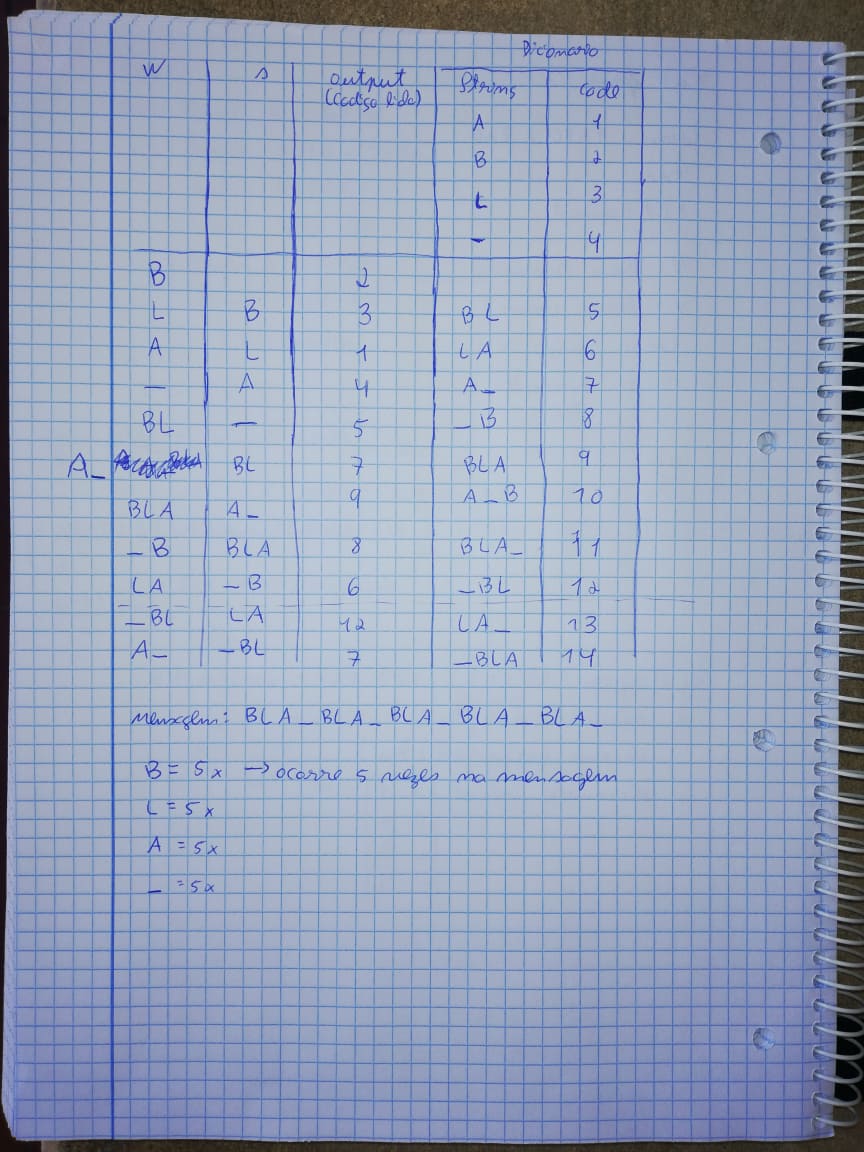 Dicionario
W s output Strings code
(codigo lido)
A 1
B 2
L 3
_ 4
B 2
L B 3 BL 5
A L 1 LA 6
_ A 4 A_ 7
BL _ 5 _B 8
A_ BL 7 BLA 9
BLA A_ 9 A_B 10
_B BLA 8 BLA_ 11
LA _B 6 _BL 12
_BL LA 12 LA_ 13
A_ _BL 7 _BLA 14
mensagem: BLA_BLA_BLA_BLA_BLA_
B = 5x → ocorre 5 vezes na mensagem
L = 5x
A = 5x
_ = 5x